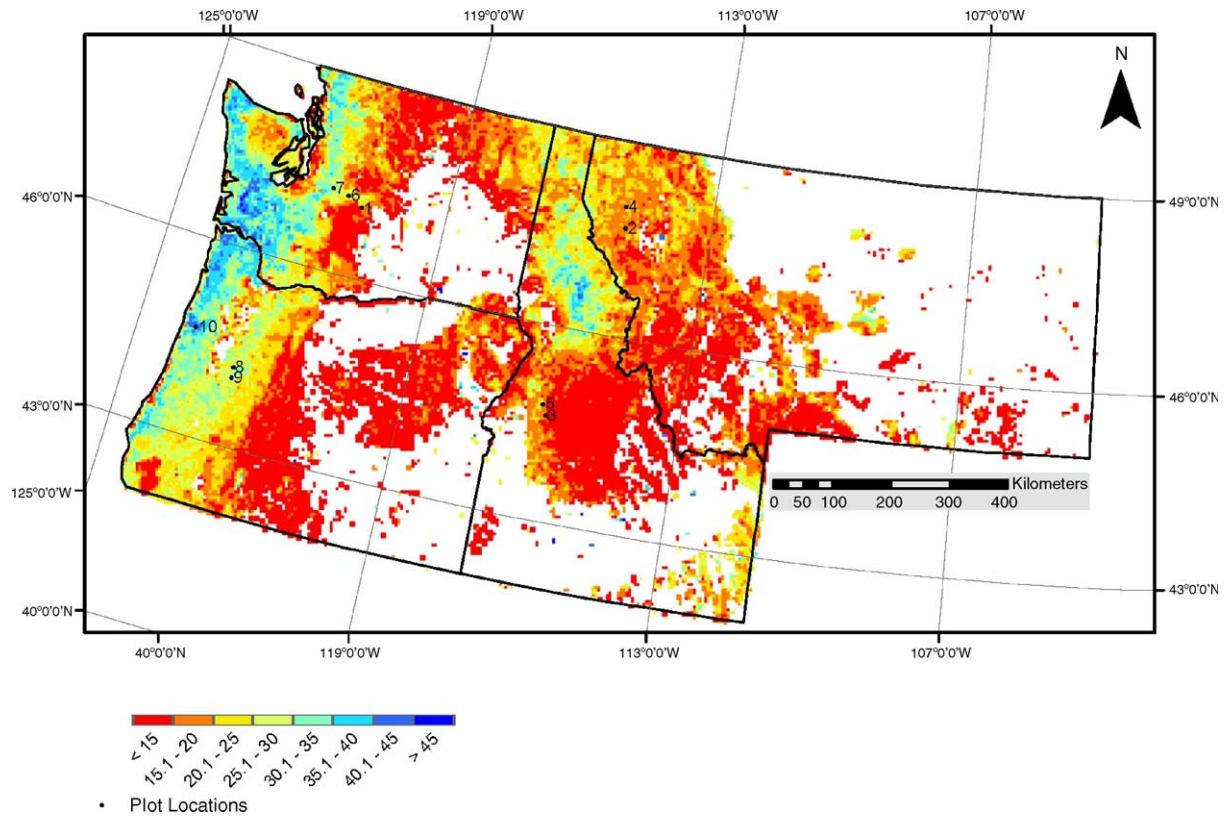 125°0'0"W 119°0'0"W 113°0'0"W 107°0'0"W
N
46°0'0"N
49°0'0"N
7
6
1
4
2
10
8
9
5
3
43°0'0"N
46°0'0"N
125°0'0"W
Kilometers
0 50 100 200 300 400
40°0'0"N
43°0'0"N
40°0'0"N 119°0'0"W 113°0'0"W 107°0'0"W
< 15
15.1 - 20
20.1 - 25
25.1 - 30
30.1 - 35
35.1 - 40
40.1 - 45
> 45
• Plot Locations